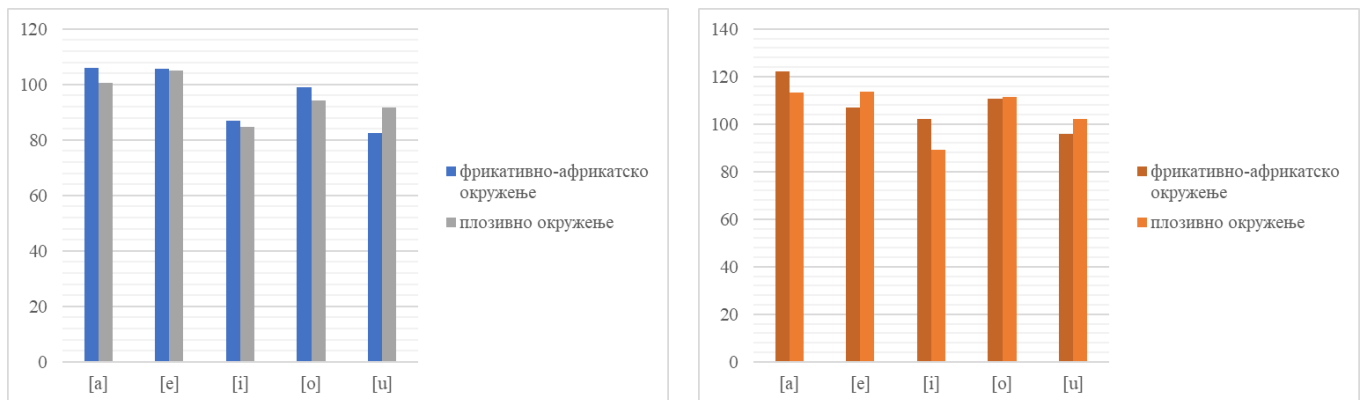 120
100
80
60
40
20
0
[a]
[e]
[i]
[o]
[u]
фрикативно-африкатско
окружење
плозивно окружење
140
120
100
80
60
40
20
0
[a]
[e]
[i]
[o]
[u]
фрикативно-африкатско
окружење
плозивно окружење